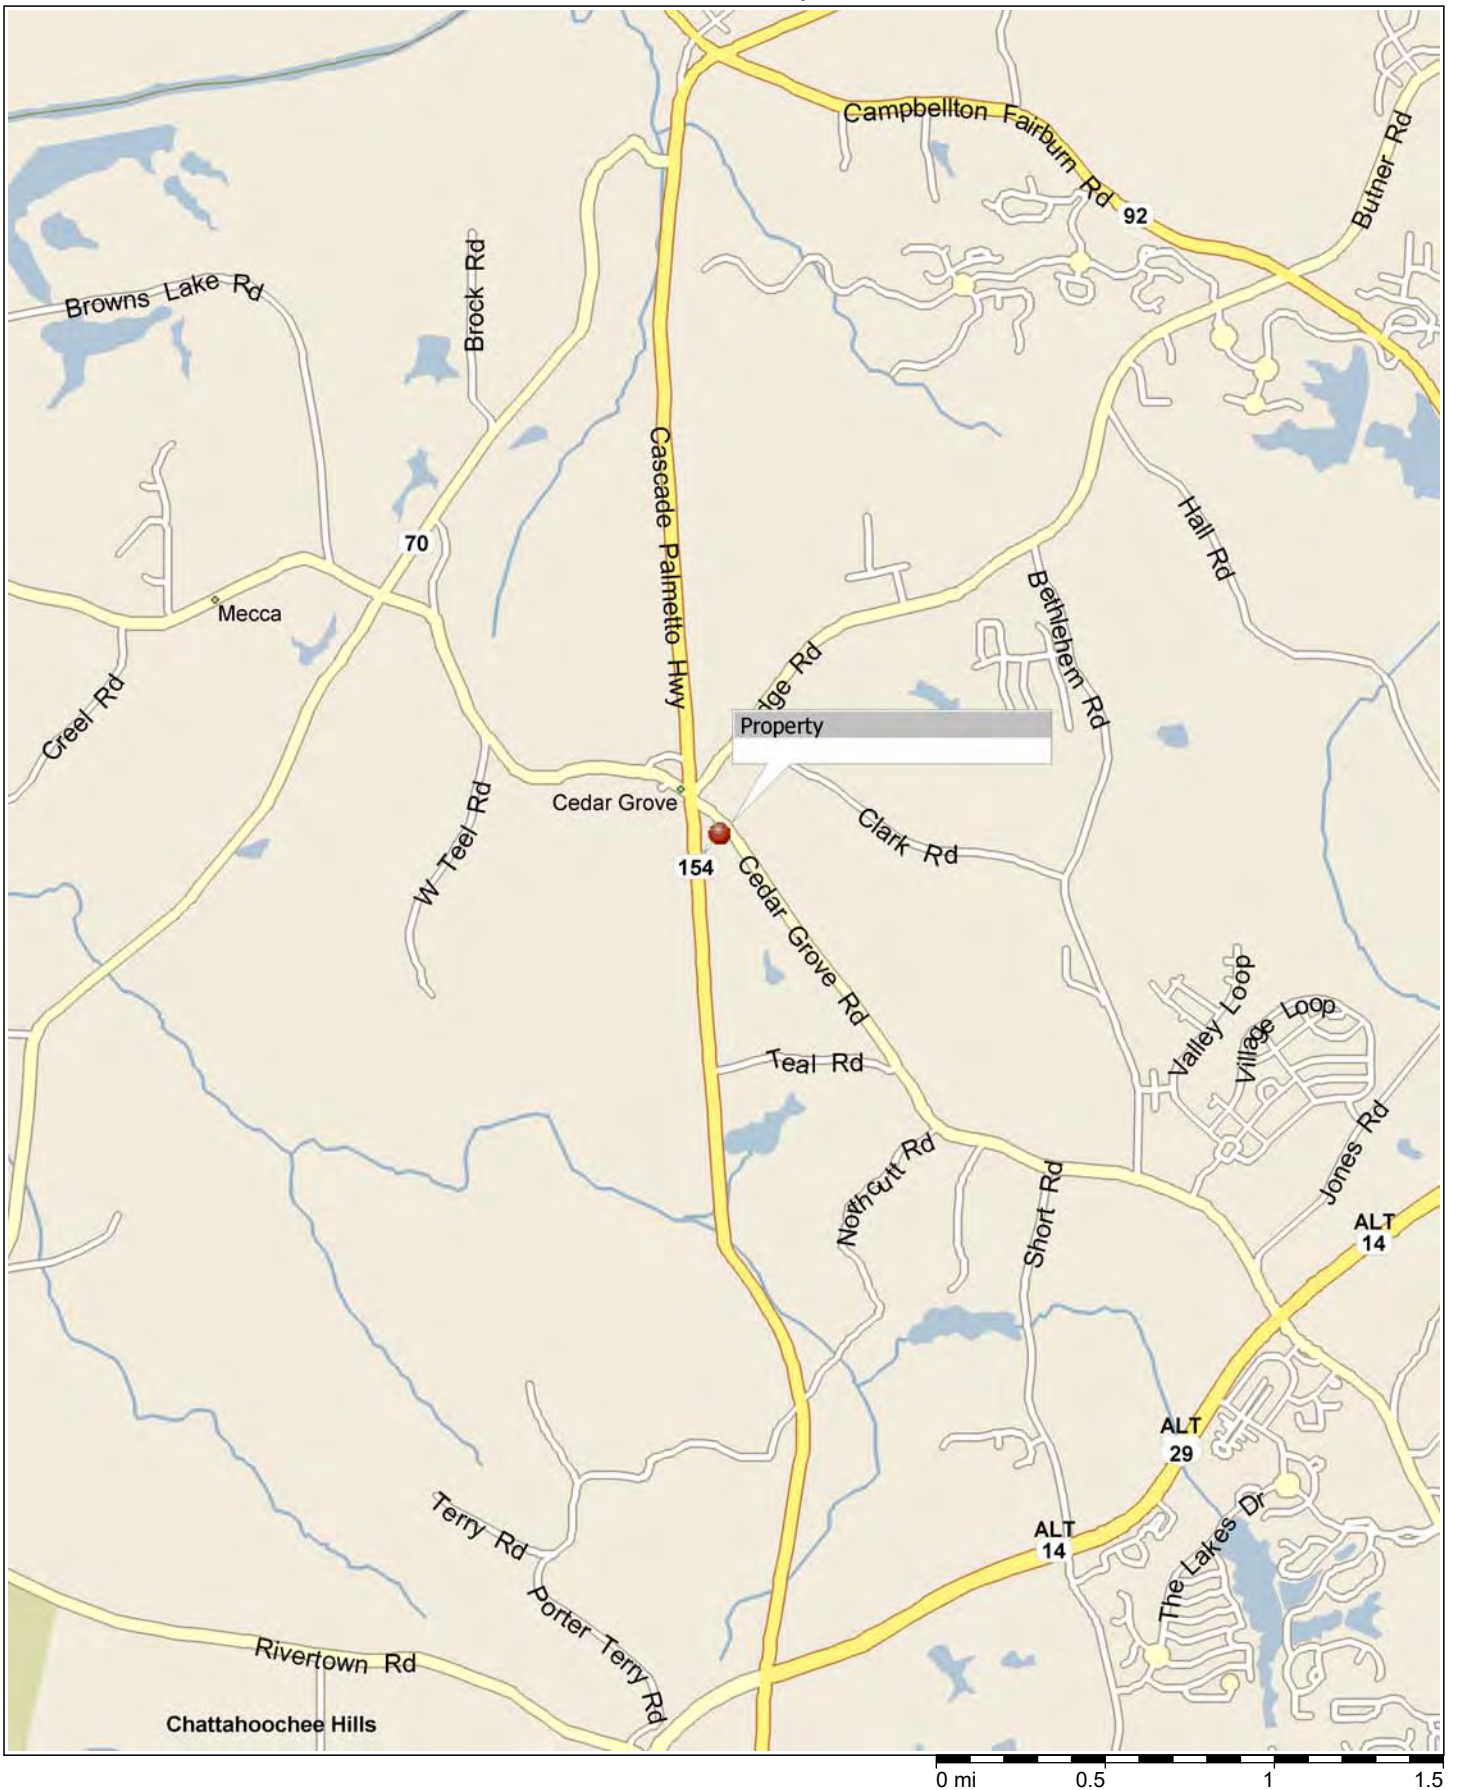 Campbellton Fairburn Rd
92
Butner Rd
Browns Lake Rd
Brock Rd
Cascade Palmetto Hwy
Hall Rd
70
Mecca
Bethlehem Rd
Creel Rd
Property
Cedar Grove
W Teel Rd
Clark Rd
154
Cedar Grove Rd
Valley Loop
Village Loop
Teal Rd
Jones Rd
Northcutt Rd
Short Rd
ALT
14
ALT
29
The Lakes Dr
Terry Rd
ALT
14
Porter Terry Rd
Rivertown Rd
Chattahoochee Hills
0 mi 0.5 1 1.5